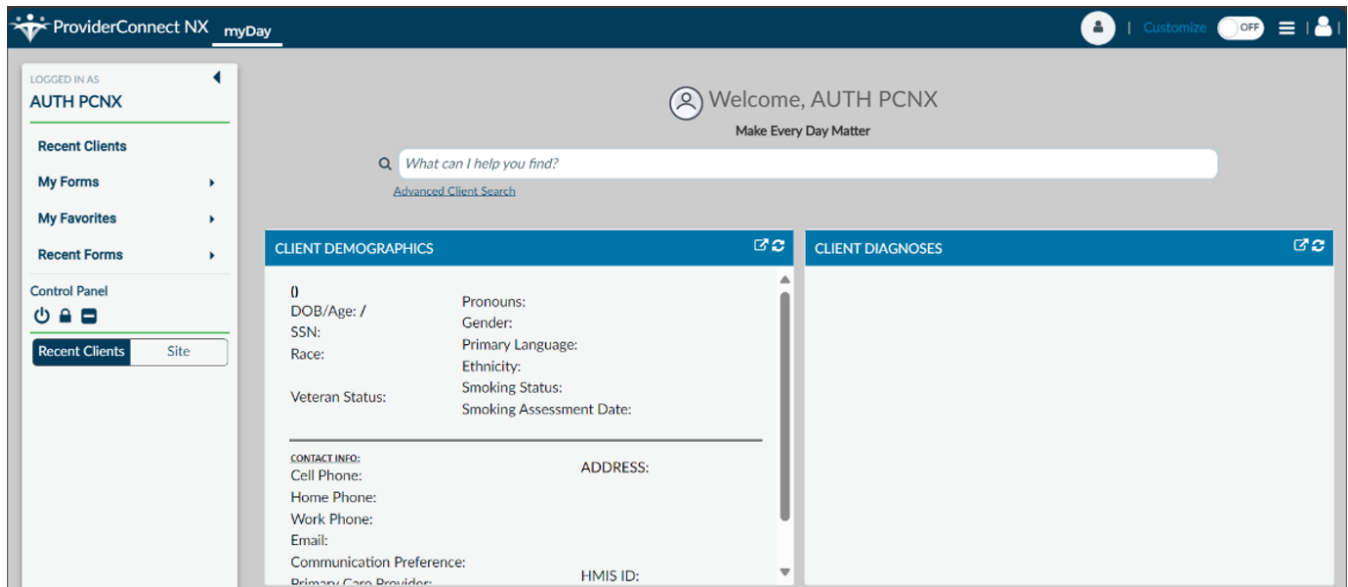 ProviderConnect NX myDay
Customize OFF
LOGGED IN AS
AUTH PCNX
Recent Clients
My Forms
My Favorites
Recent Forms
Control Panel
Recent Clients Site
Welcome, AUTH PCNX
Make Every Day Matter
What can I help you find?
Advanced Client Search
CLIENT DEMOGRAPHICS
()
DOB/Age: /
SSN:
Race:
Veteran Status:
Pronouns:
Gender:
Primary Language:
Ethnicity:
Smoking Status:
Smoking Assessment Date:
CONTACT INFO:
Cell Phone:
Home Phone:
Work Phone:
Email:
Communication Preference:
Primary Care Provider:
ADDRESS:
HMIS ID:
CLIENT DIAGNOSES